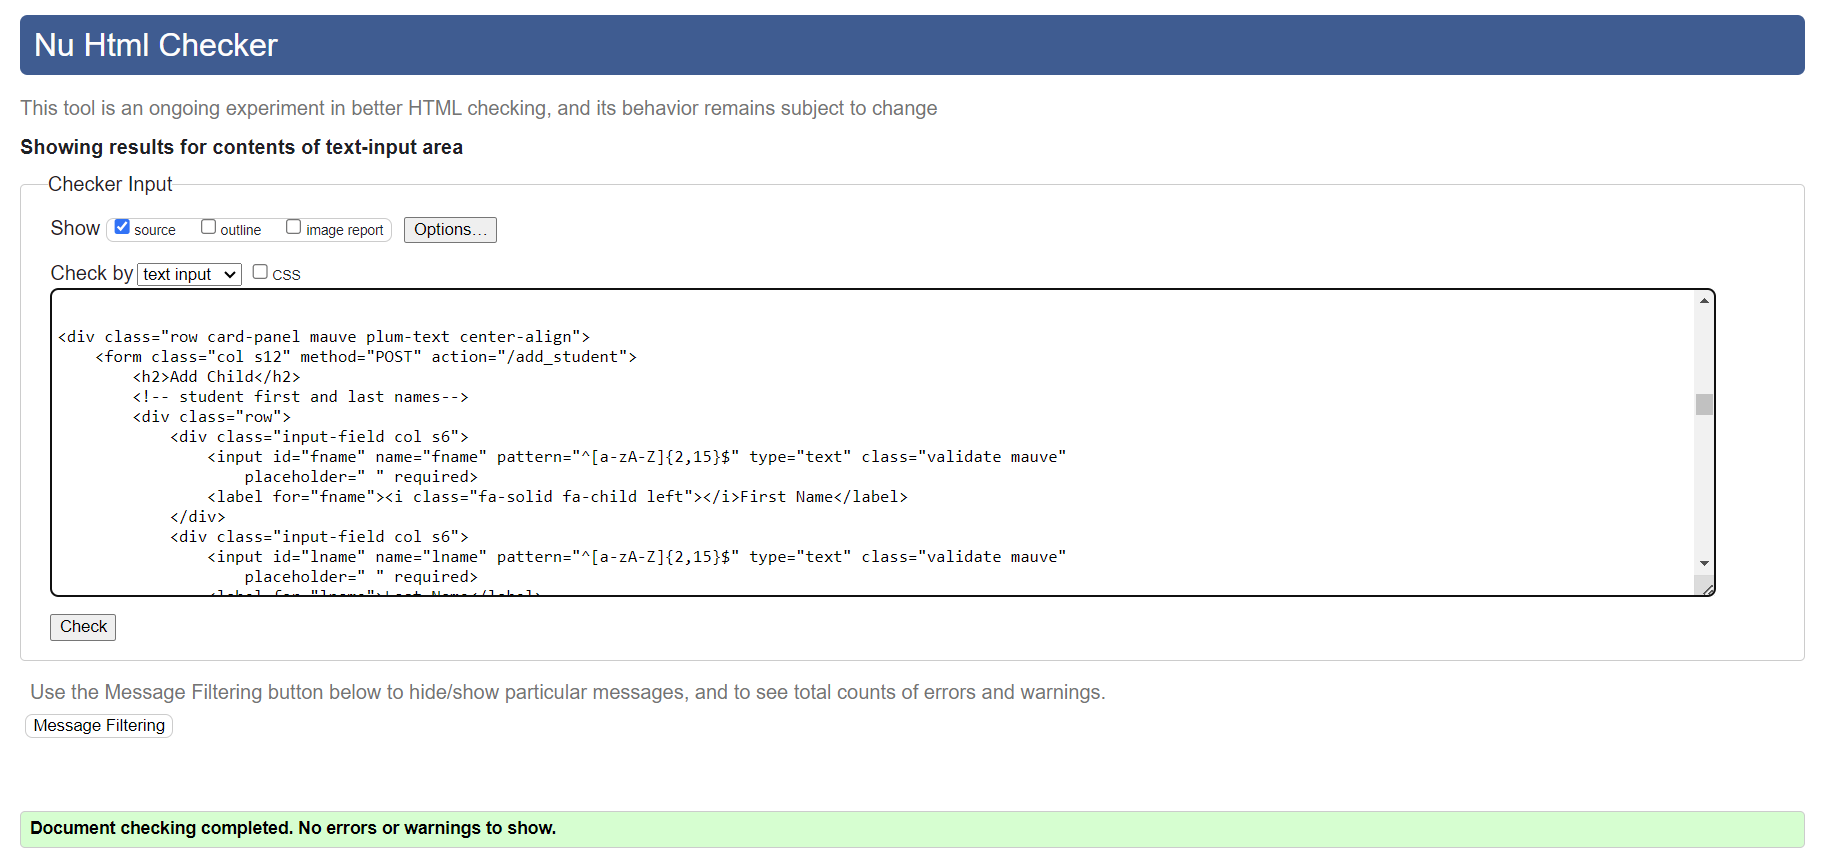 Nu Html Checker
This tool is an ongoing experiment in better HTML checking, and its behavior remains subject to change
Showing results for contents of text-input area
Checker Input
Show source outline image report Options...
Check by text input CSS
<div class="row card-panel mauve plum-text center-align">
<form class="col s12" method="POST" action="/add_student">
<h2>Add Child</h2>
<!-- student first and last names-->
<div class="row">
<div class="input-field col s6">
<input id="fname" name="fname" pattern="^[a-zA-Z]{2,15}$" type="text" class="validate mauve"
placeholder=" " required>
<label for="fname"><i class="fa-solid fa-child left"></i>First Name</label>
</div>
<div class="input-field col s6">
<input id="lname" name="lname" pattern="^[a-zA-Z]{2,15}$" type="text" class="validate mauve"
placeholder=" " required>
<label for="lname">Last Name</label>
Check
Use the Message Filtering button below to hide/show particular messages, and to see total counts of errors and warnings.
Message Filtering
Document checking completed. No errors or warnings to show.